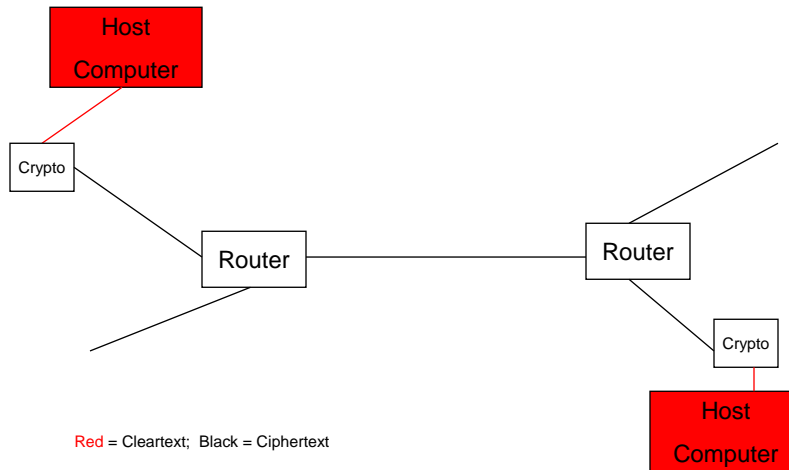 Host
Computer
Crypto
Router
Router
Crypto
Host
Computer
Red = Cleartext; Black = Ciphertext